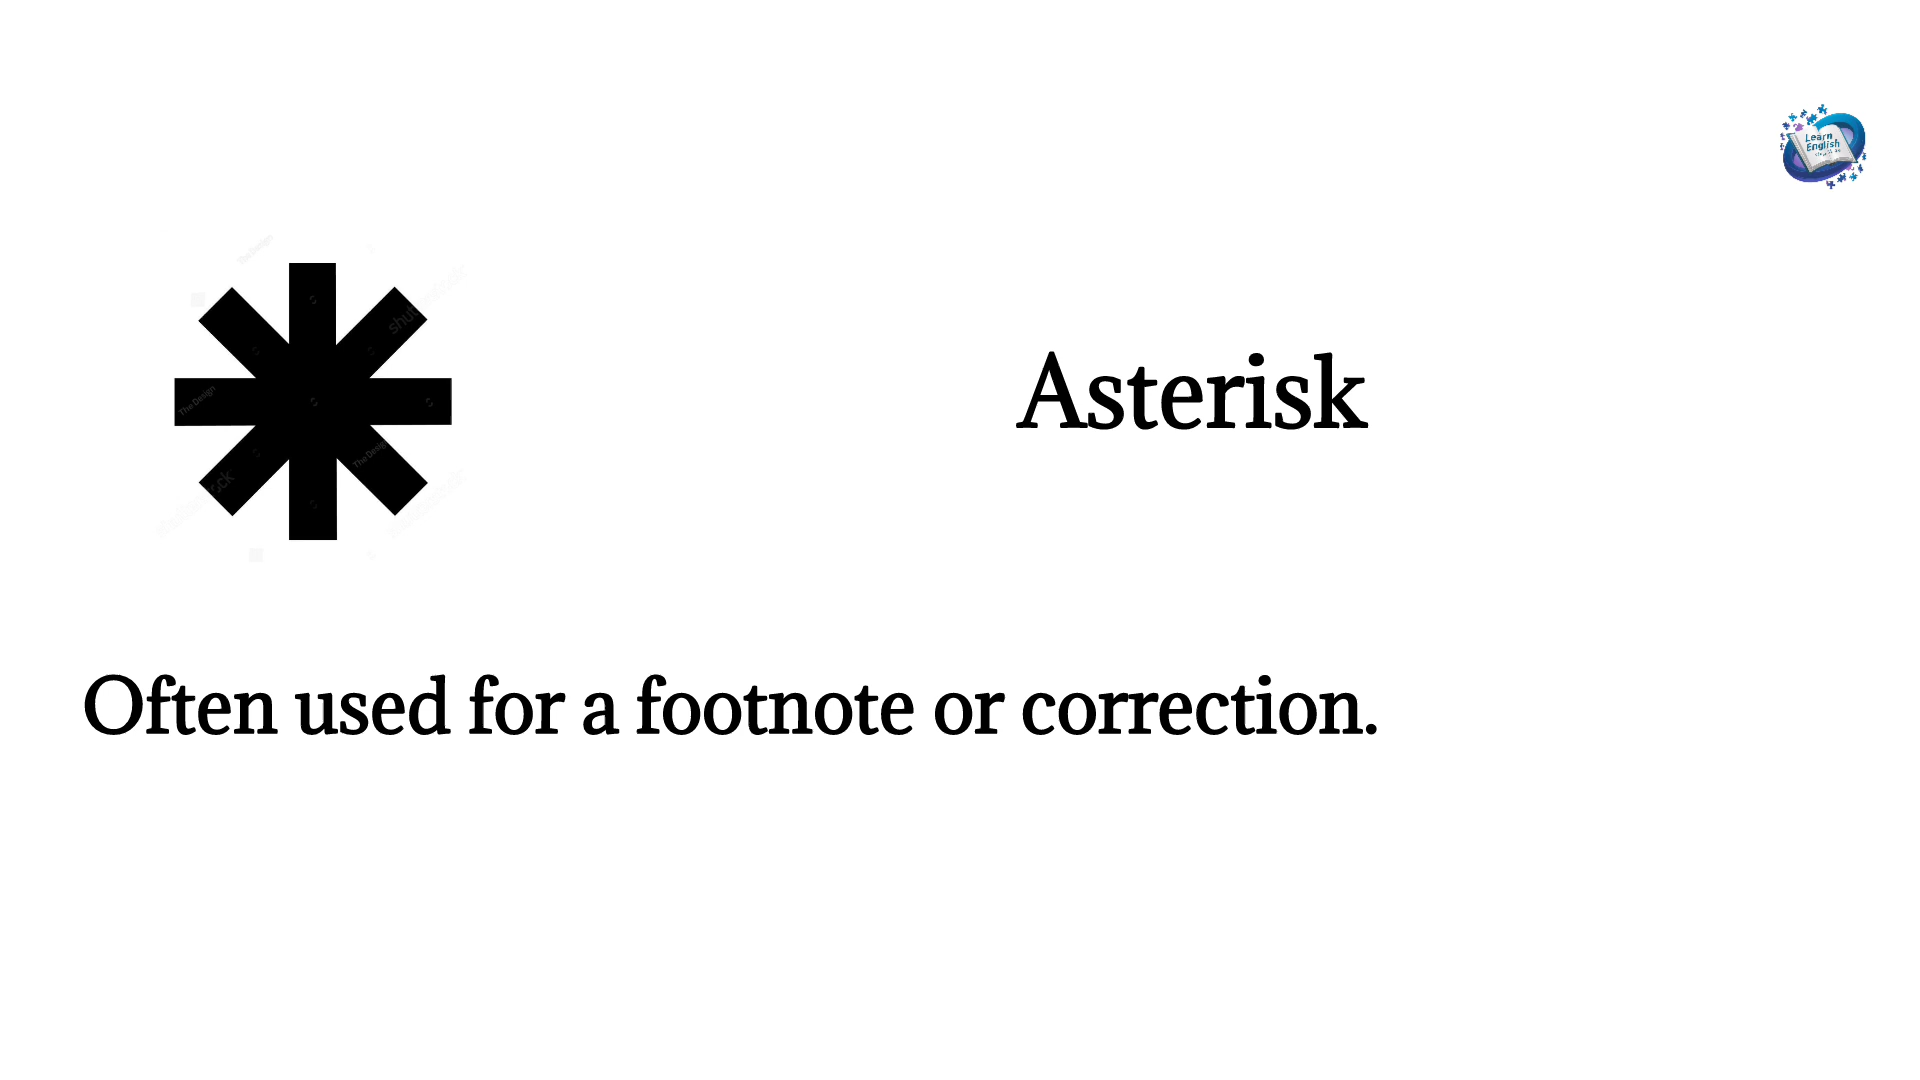 Learn
English
Asterisk
Often used for a footnote or correction.